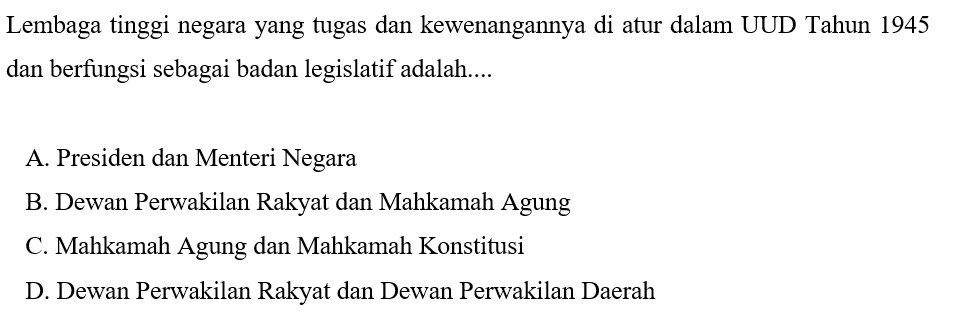 Lembaga tinggi negara yang tugas dan kewenangannya di atur dalam UUD Tahun 1945
dan berfungsi sebagai badan legislatif adalah....
A. Presiden dan Menteri Negara
B. Dewan Perwakilan Rakyat dan Mahkamah Agung
C. Mahkamah Agung dan Mahkamah Konstitusi
D. Dewan Perwakilan Rakyat dan Dewan Perwakilan Daerah